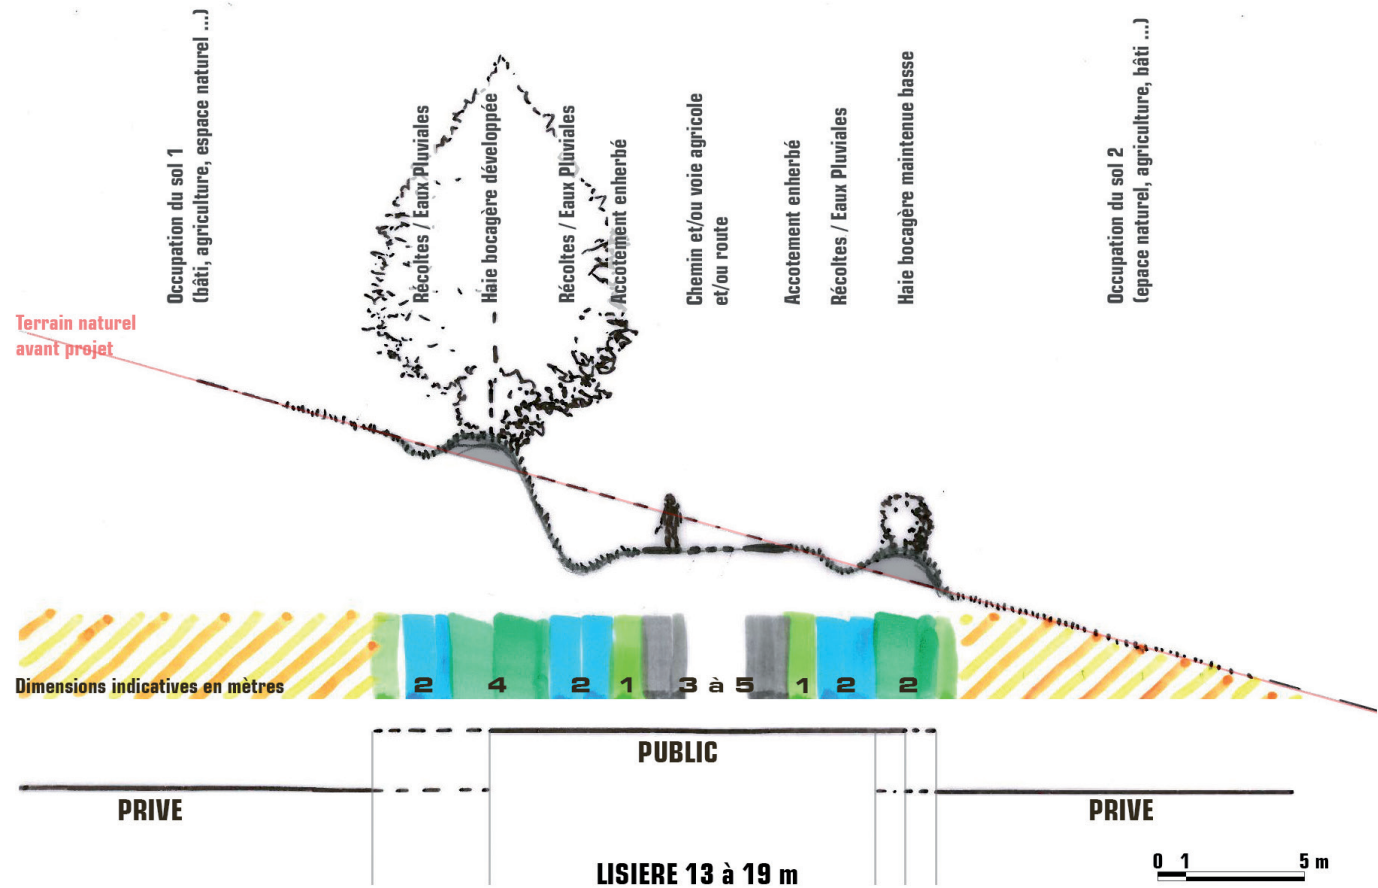 Occupation du sol 1
(bâti, agriculture, espace naturel ...)
Récoltes / Eaux Pluviales
Haie bocagère développée
Récoltes / Eaux Pluviales
Accotement enherbé
Chemin et/ou voie agricole
et/ou route
Accotement enherbé
Récoltes / Eaux Pluviales
Haie bocagère maintenue basse
Occupation du sol 2
(epace naturel, agriculture, bâti ...)
Terrain naturel
avant projet
Dimensions indicatives en mètres
2 4 2 1 3 à 5 1 2 2
PUBLIC
PRIVE
PRIVE
LISIERE 13 à 19 m
0 1 5 m